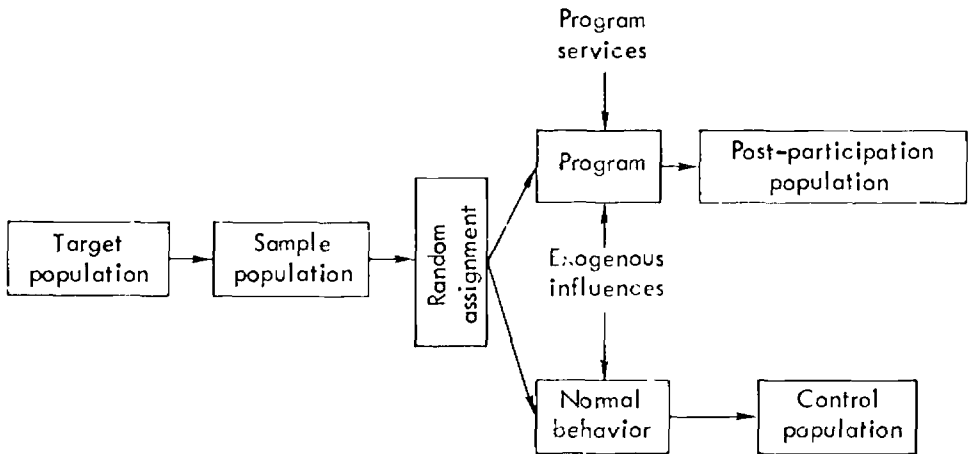 Program
services
Program
Post-participation
population
Target
population
Sample
population
Random
assignment
Exogenous
influences
Normal
behavior
Control
population